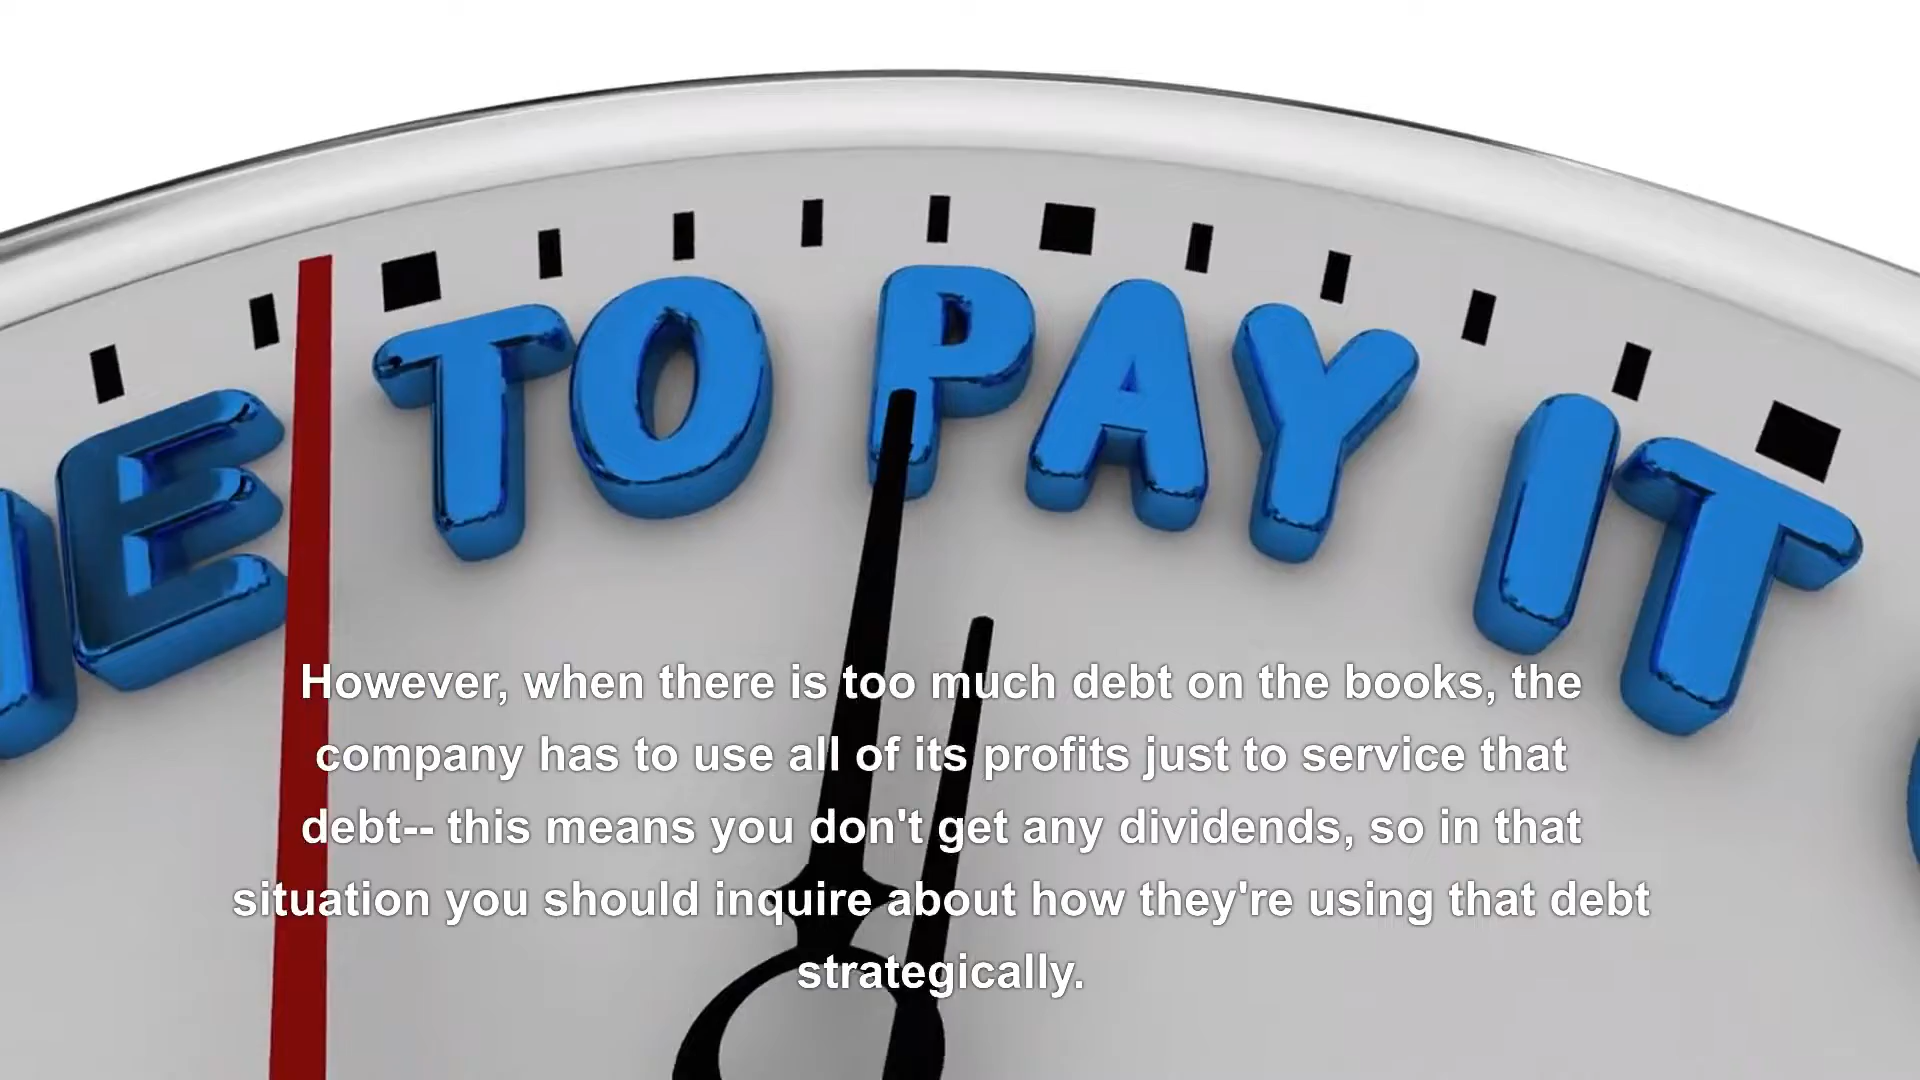 E TO PAY IT
However, when there is too much debt on the books, the
company has to use all of its profits just to service that
debt-- this means you don't get any dividends, so in that
situation you should inquire about how they're using that debt
strategically.